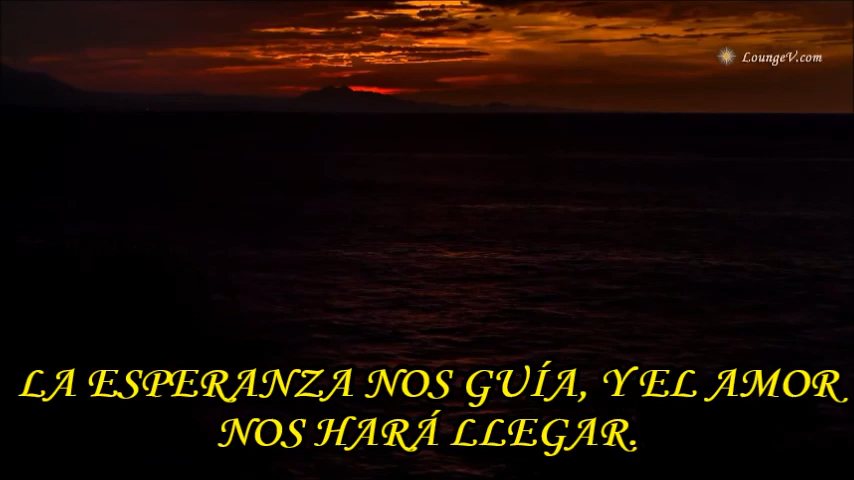 LoungeV.com
LA ESPERANZA NOS GUÍA, Y EL AMOR
NOS HARÁ LLEGAR.